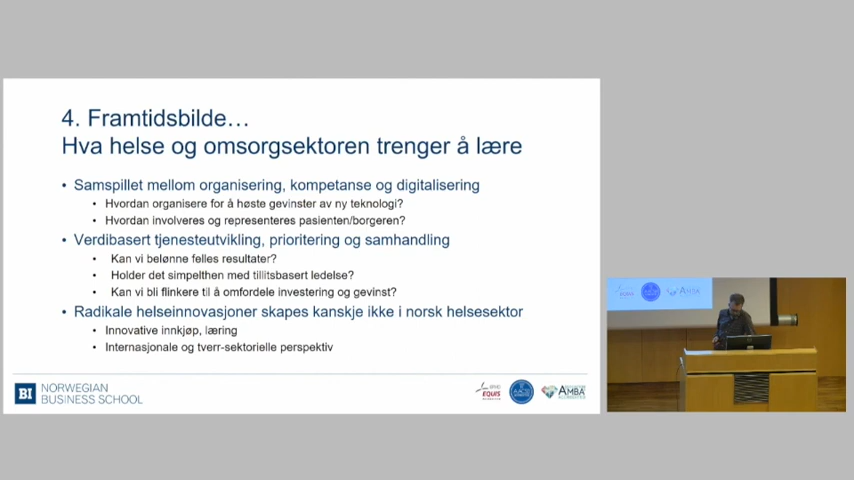 4. Framtidsbilde…
Hva helse og omsorgsektoren trenger å lære
• Samspillet mellom organisering, kompetanse og digitalisering
• Hvordan organisere for å høste gevinster av ny teknologi?
• Hvordan involveres og representeres pasienten/borgeren?
• Verdibasert tjenesteutvikling, prioritering og samhandling
• Kan vi belønne felles resultater?
• Holder det simpelthen med tillitsbasert ledelse?
• Kan vi bli flinkere til å omfordele investering og gevinst?
• Radikale helseinnovasjoner skapes kanskje ikke i norsk helsesektor
• Innovative innkjøp, læring
• Internasjonale og tverr-sektorielle perspektiv
BI NORWEGIAN
BUSINESS SCHOOL
EQUIS
AMBA